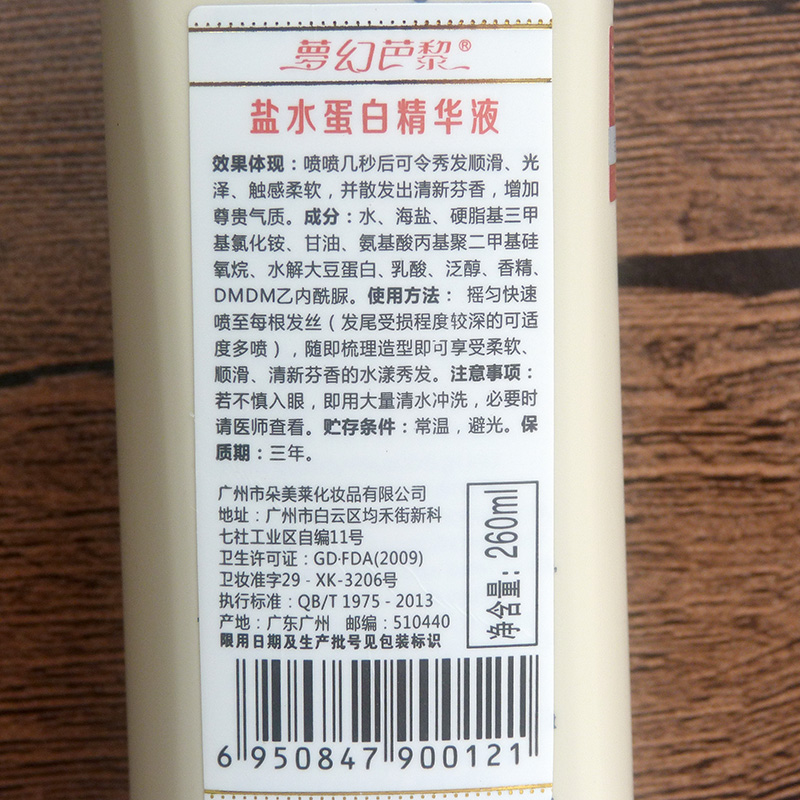 夢幻芭黎®
盐水蛋白精华液
效果体现：喷喷几秒后可令秀发顺滑、光
泽、触感柔软，并散发出清新芬香，增加
尊贵气质。成分：水、海盐、硬脂基三甲
基氯化铵、甘油、氨基酸丙基聚二甲基硅
氧烷、水解大豆蛋白、乳酸、泛醇、香精、
DMDM乙内酰脲。使用方法： 摇匀快速
喷至每根发丝（发尾受损程度较深的可适
度多喷），随即梳理造型即可享受柔软、
顺滑、清新芬香的水漾秀发。注意事项：
若不慎入眼，即用大量清水冲洗，必要时
请医师查看。贮存条件：常温，避光。保
质期：三年。
广州市朵美莱化妆品有限公司
地址：广州市白云区均禾街新科
七社工业区自编11号
卫生许可证：GD·FDA(2009)
卫妆准字29 - XK-3206号
执行标准：QB/T 1975 - 2013
产地：广东广州 邮编：510440
限用日期及生产批号见包装标识
净含量：260ml
6 950847 900121